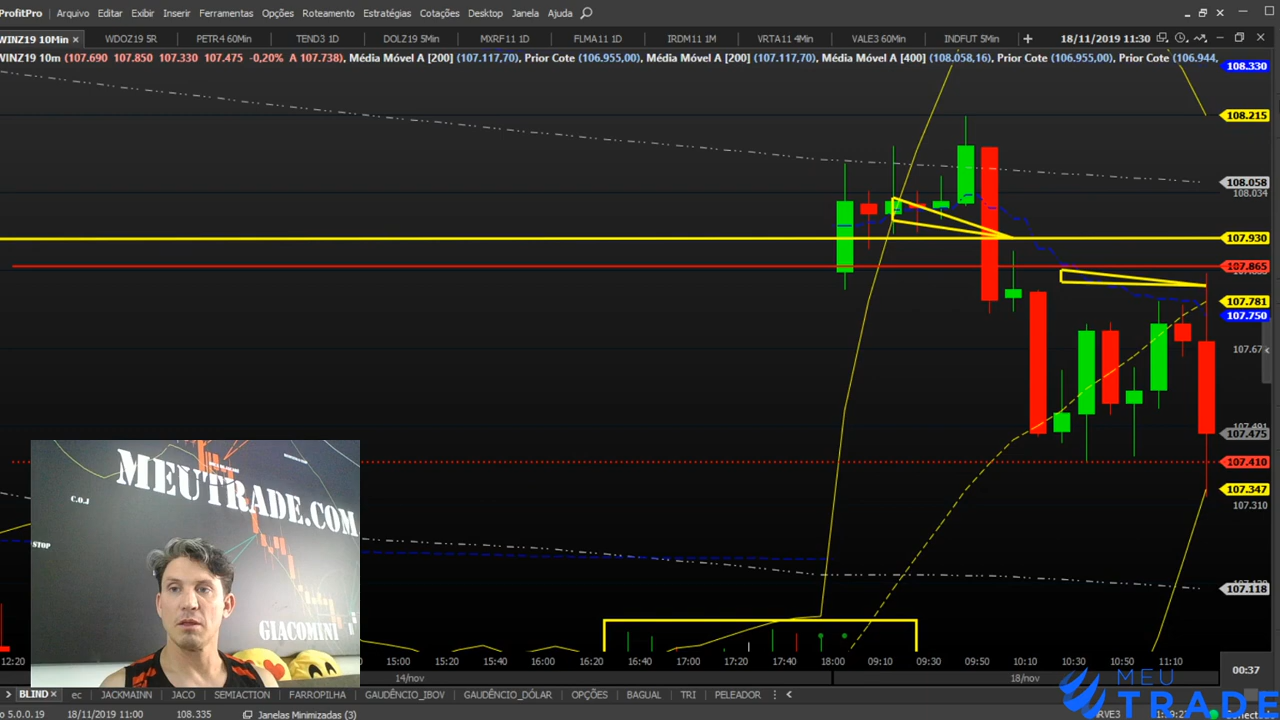 ProfitPro Arquivo Editar Exibir Inserir Ferramentas Opções Roteamento Estratégias Cotações Desktop Janela Ajuda
WINZ19 10Min WDOZ19 5R PETR4 60Min TEND3 1D DOLZ19 5Min MXRF11 1D FLMA11 1D IRDM11 1M VRTA11 4Min VALE3 60Min INDFUT 5Min 18/11/2019 11:30
WINZ19 10m (107.690 107.850 107.330 107.475 -0,20% A 107.738), Média Móvel A [200] (107.117,70), Prior Cote (106.955,00), Média Móvel A [200] (107.117,70), Média Móvel A [400] (108.058,16), Prior Cote (106.955,00), Prior Cote (106.944,
108.330
108.215
108.058
108.034
107.930
107.865
107.781
107.750
107.67
107.491
107.475
107.410
107.347
107.310
107.118
MEUTRADE.COM
C.O.J
STOP
GIACOMINI
12:20 15:00 15:20 15:40 16:00 16:20 16:40 17:00 17:20 17:40 18:00 09:10 09:30 09:50 10:10 10:30 10:50 11:10
14/nov 18/nov
00:37
BLIND ec JACKMANN JACO SEMIACTION FARROPILHA GAUDÊNCIO_IBOV GAUDÊNCIO_DÓLAR OPÇÕES BAGUAL TRI PELEADOR
MEU
TRADE
o 5.0.0.19 18/11/2019 11:00 108.335 Janelas Minimizadas (3)